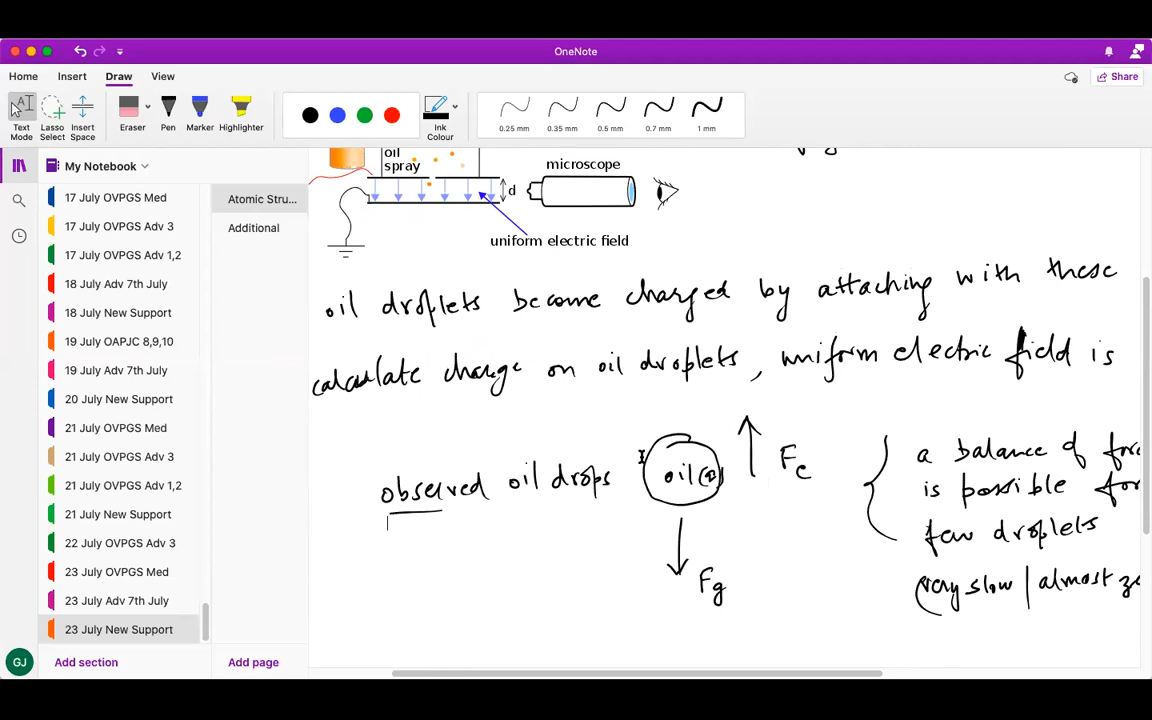 OneNote
Home Insert Draw View
Share
Text Mode
Lasso Select
Insert Space
Eraser
Pen
Marker
Highlighter
Ink Colour
0.25 mm 0.35 mm 0.5 mm 0.7 mm 1 mm
My Notebook
17 July OVPGS Med
17 July OVPGS Adv 3
17 July OVPGS Adv 1,2
18 July Adv 7th July
18 July New Support
19 July OAPJC 8,9,10
19 July Adv 7th July
20 July New Support
21 July OVPGS Med
21 July OVPGS Adv 3
21 July OVPGS Adv 1,2
21 July New Support
22 July OVPGS Adv 3
23 July OVPGS Med
23 July Adv 7th July
23 July New Support
Add section
GJ
Atomic Stru...
Additional
Add page
oil spray
d
microscope
uniform electric field
oil droplets become charged by attaching with these
calculate charge on oil droplets, uniform electric field is
observed oil drops
oil
Fe
Fg
a balance of
is possible
few droplets
very slow | almost